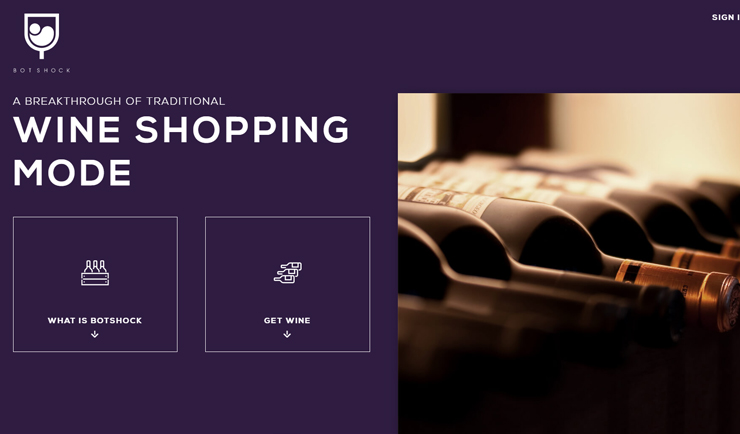 SIGN I
BOTSHOCK
A BREAKTHROUGH OF TRADITIONAL
WINE SHOPPING
MODE
WHAT IS BOTSHOCK
GET WINE